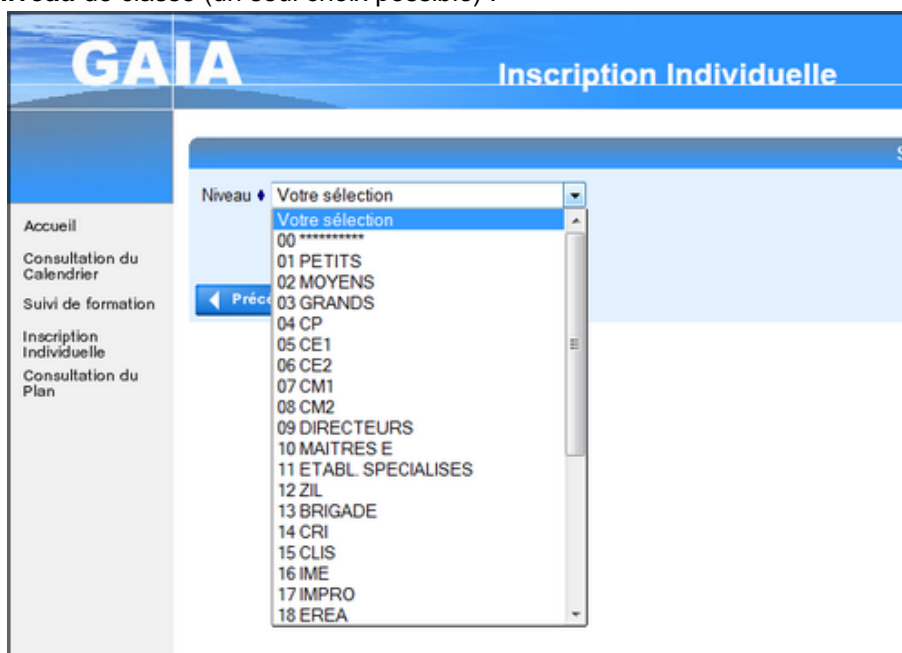 niveau de classe (un seul choix possible) :
GAIA
Inscription Individuelle
S
Niveau Votre sélection
Votre sélection
00 **********
01 PETITS
02 MOYENS
03 GRANDS
04 CP
05 CE1
06 CE2
07 CM1
08 CM2
09 DIRECTEURS
10 MAITRES E
11 ETABL. SPECIALISES
12 ZIL
13 BRIGADE
14 CRI
15 CLIS
16 IME
17 IMPRO
18 EREA
Accueil
Consultation du
Calendrier
Suivi de formation
Inscription
Individuelle
Consultation du
Plan
Préc